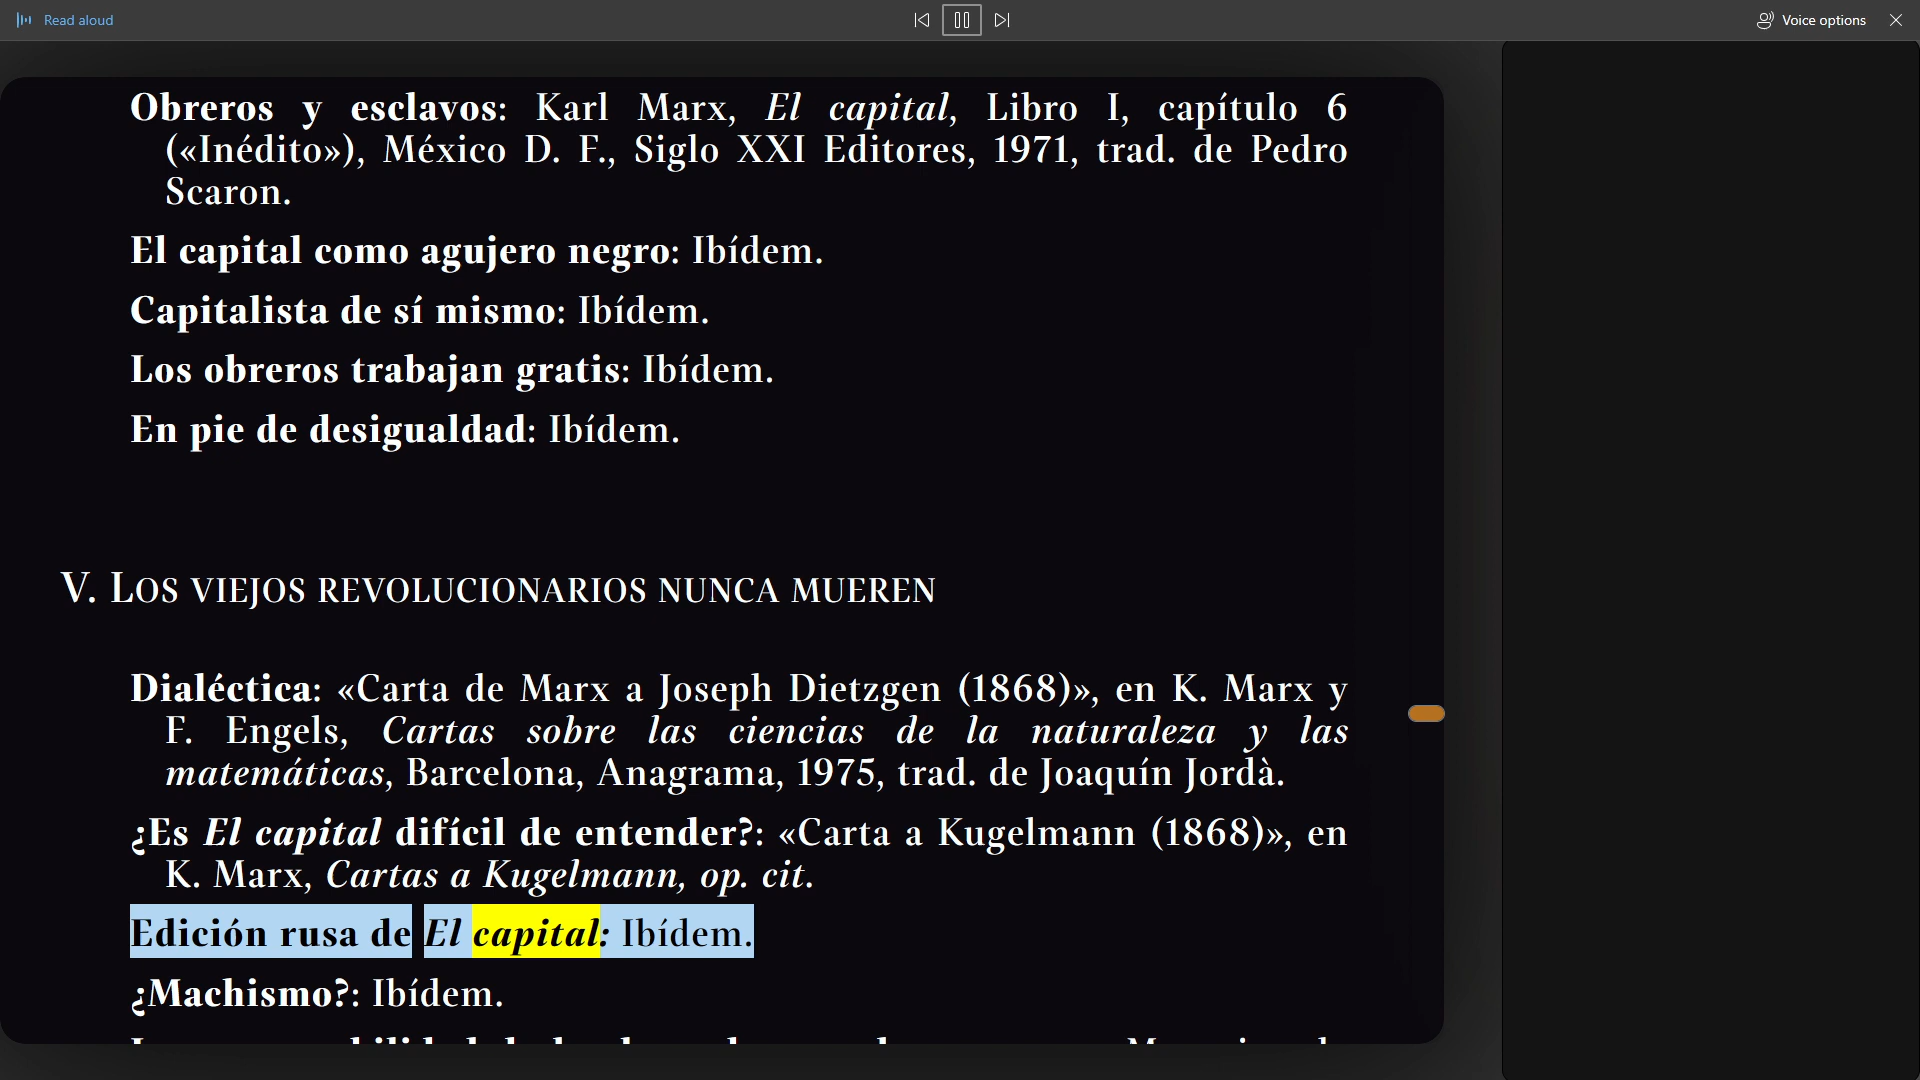 Read aloud
Voice options
Obreros y esclavos: Karl Marx, El capital, Libro I, capítulo 6
(«Inédito»), México D. F., Siglo XXI Editores, 1971, trad. de Pedro
Scaron.
El capital como agujero negro: Ibídem.
Capitalista de sí mismo: Ibídem.
Los obreros trabajan gratis: Ibídem.
En pie de desigualdad: Ibídem.
V. LOS VIEJOS REVOLUCIONARIOS NUNCA MUEREN
Dialéctica: «Carta de Marx a Joseph Dietzgen (1868)», en K. Marx y
F. Engels, Cartas sobre las ciencias de la naturaleza y las
matemáticas, Barcelona, Anagrama, 1975, trad. de Joaquín Jordà.
¿Es El capital difícil de entender?: «Carta a Kugelmann (1868)», en
K. Marx, Cartas a Kugelmann, op. cit.
Edición rusa de El capital: Ibídem.
¿Machismo?: Ibídem.